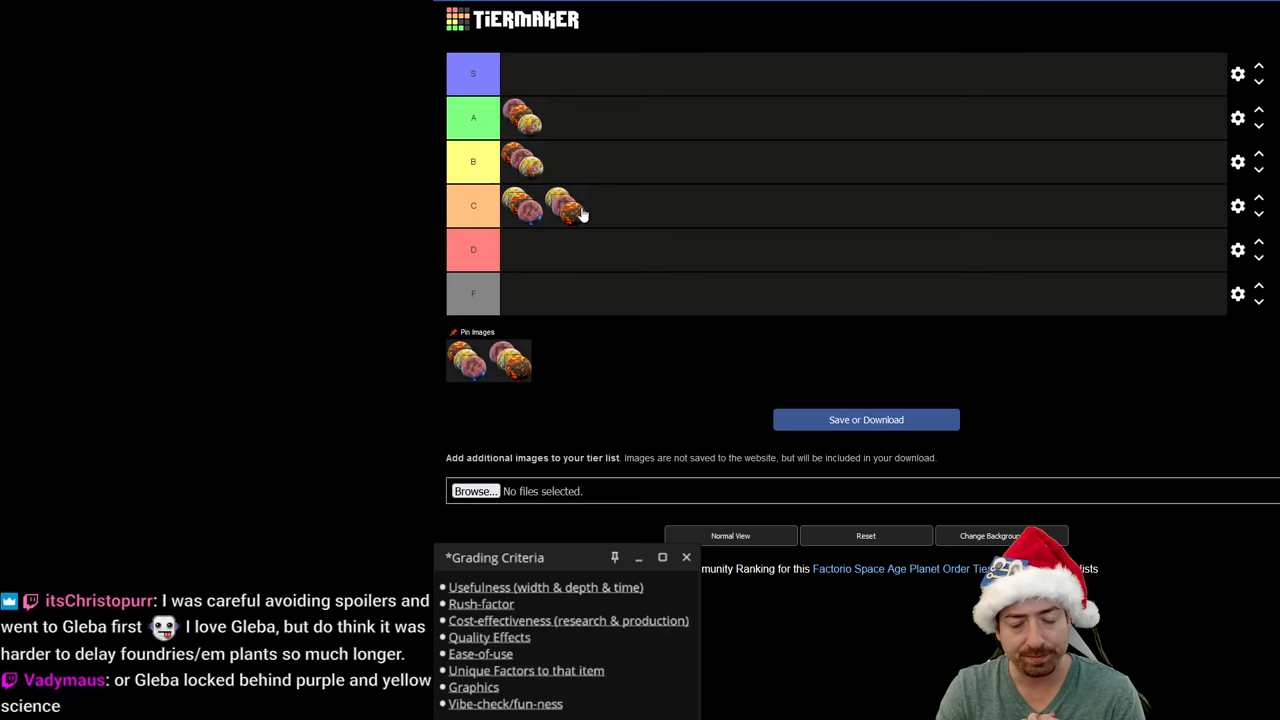 TiERMAKER
S
A
B
C
D
F
Pin Images
Save or Download
Add additional images to your tier list. Images are not saved to the website, but will be included in your download.
Browse... No files selected.
Normal View
Reset
Change Backgroun
*Grading Criteria
Usefulness (width & depth & time)
Rush-factor
Cost-effectiveness (research & production)
Quality Effects
Ease-of-use
Unique Factors to that item
Graphics
Vibe-check/fun-ness
munity Ranking for this Factorio Space Age Planet Order Tie
lists
itsChristopurr: I was careful avoiding spoilers and
went to Gleba first I love Gleba, but do think it was
harder to delay foundries/em plants so much longer.
Vadymaus: or Gleba locked behind purple and yellow
science